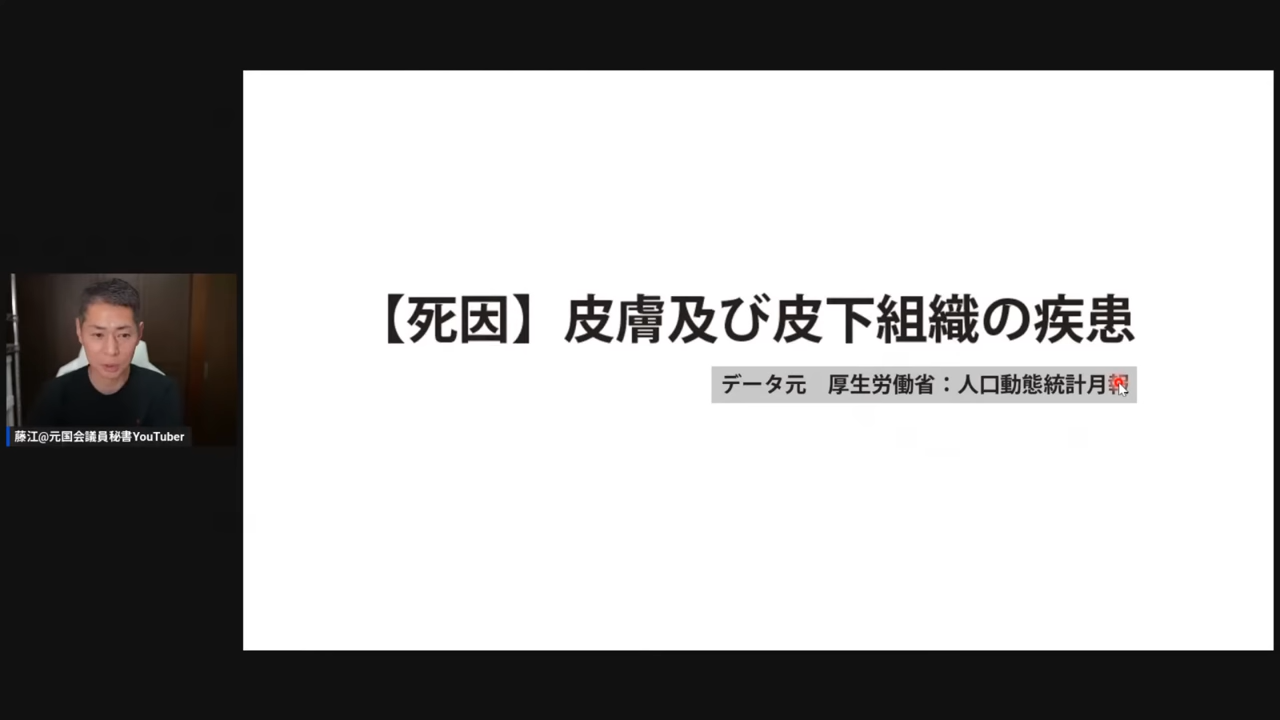 【死因】皮膚及び皮下組織の疾患
データ元　厚生労働省：人口動態統計月報
藤江@元国会議員秘書YouTuber